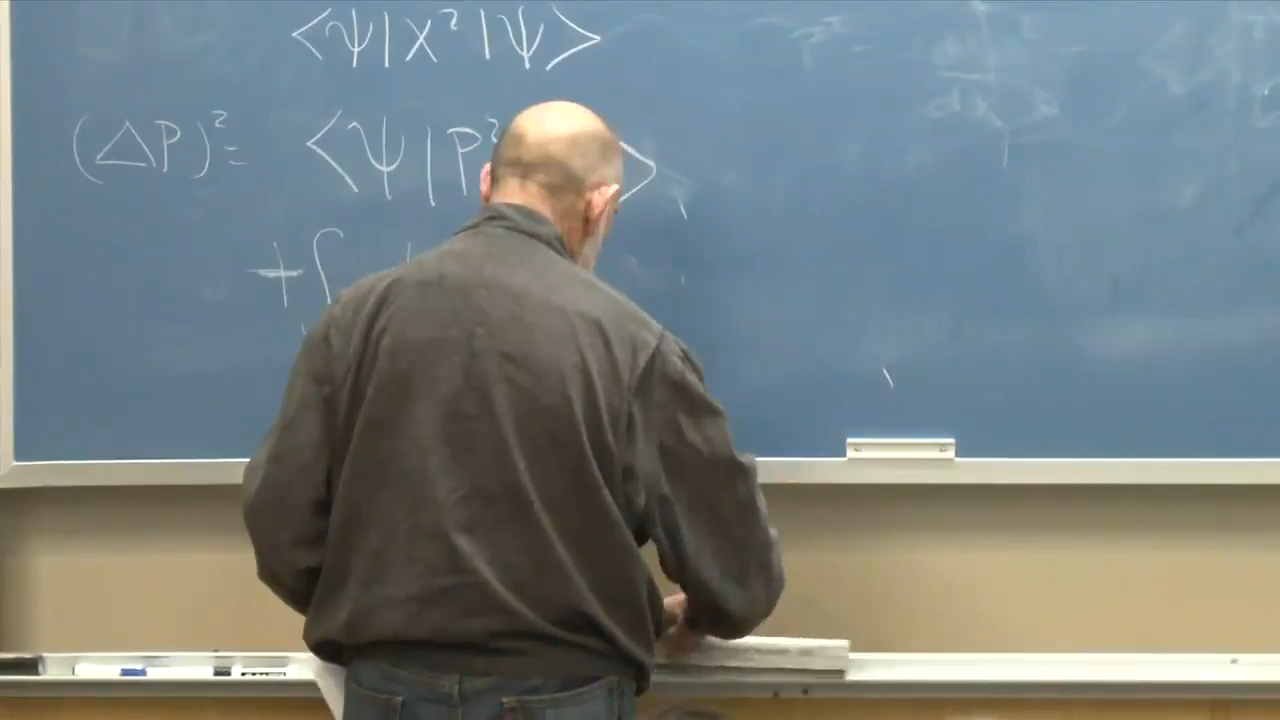 ⟨ψ|X²|ψ⟩
(ΔP)² = ⟨ψ|P² ⟩
+ ∫